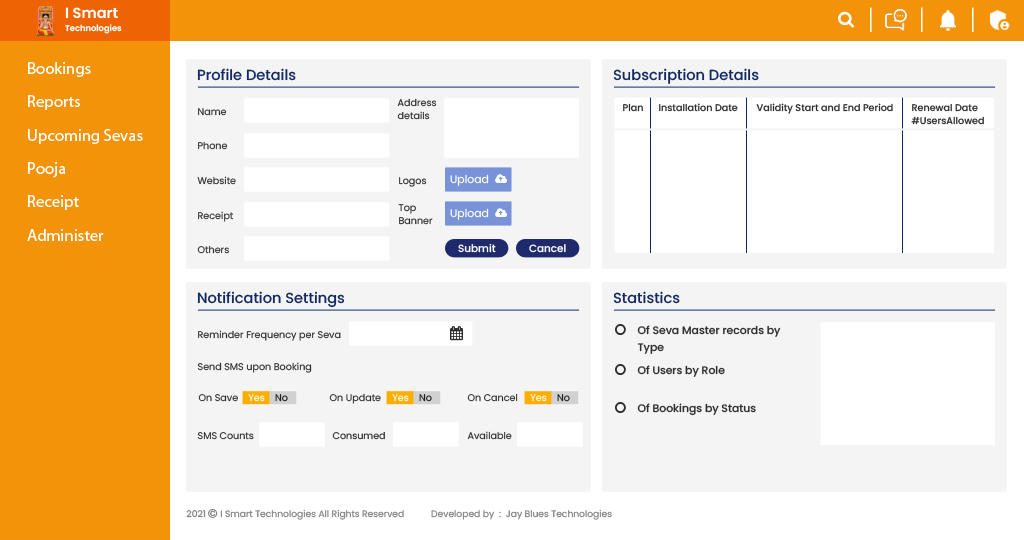 I Smart
Technologies
Bookings
Reports
Upcoming Sevas
Pooja
Receipt
Administer
Profile Details
Name
Address
details
Phone
Website
Logos
Upload
Receipt
Top
Banner
Upload
Others
Submit
Cancel
Subscription Details
Plan
Installation Date
Validity Start and End Period
Renewal Date
#UsersAllowed
Notification Settings
Reminder Frequency per Seva
Send SMS upon Booking
On Save Yes No
On Update Yes No
On Cancel Yes No
SMS Counts
Consumed
Available
Statistics
Of Seva Master records by
Type
Of Users by Role
Of Bookings by Status
2021 © I Smart Technologies All Rights Reserved
Developed by : Jay Blues Technologies